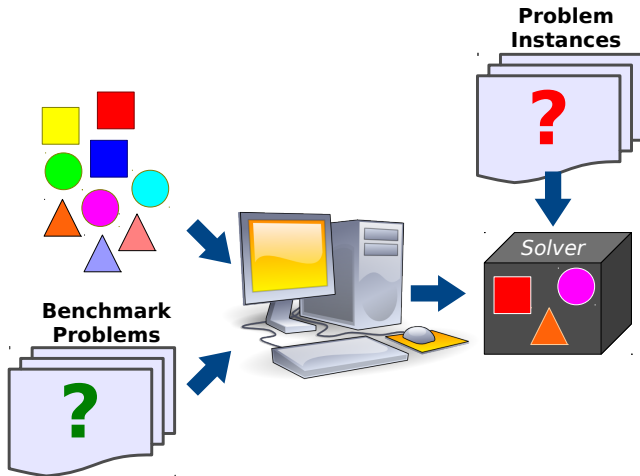 Problem
Instances
?
Solver
Benchmark
Problems
?